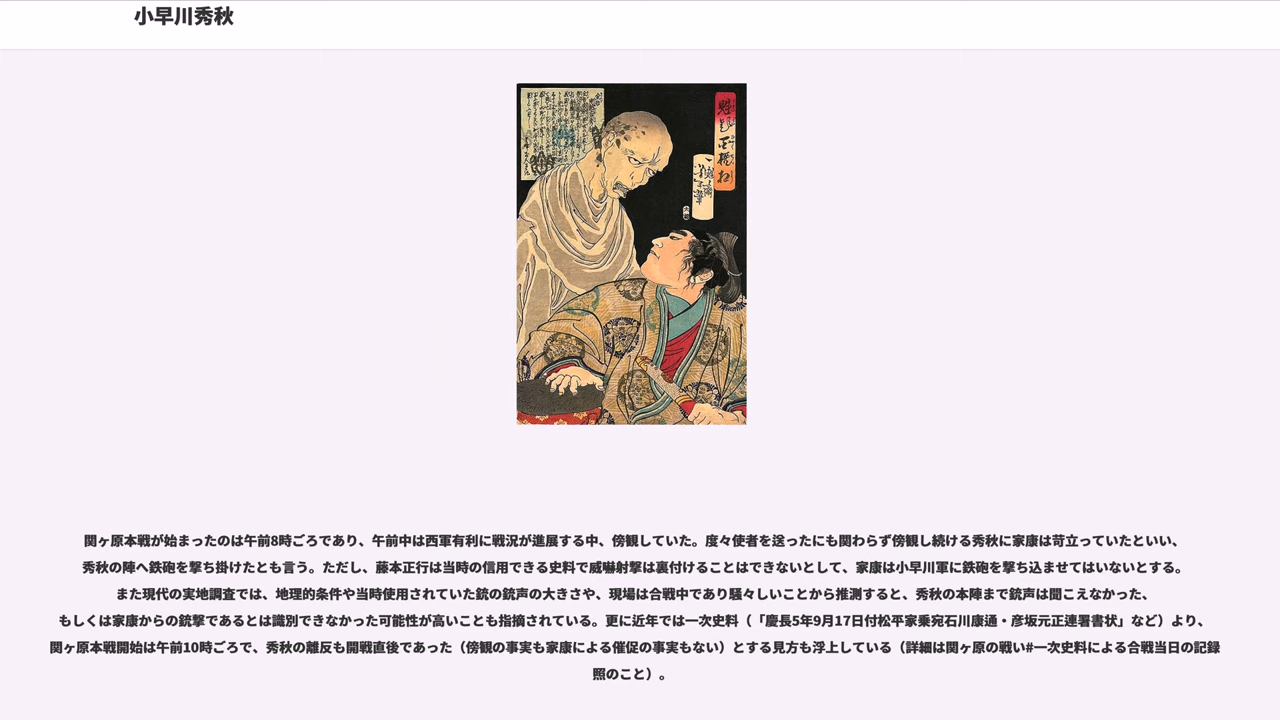 小早川秀秋
関ヶ原本戦が始まったのは午前8時ごろであり、午前中は西軍有利に戦況が進展する中、傍観していた。度々使者を送ったにも関わらず傍観し続ける秀秋に家康は苛立っていたといい、
秀秋の陣へ鉄砲を撃ち掛けたとも言う。ただし、藤本正行は当時の信用できる史料で威嚇射撃は裏付けることはできないとして、家康は小早川軍に鉄砲を撃ち込ませてはいないとする。
また現代の実地調査では、地理的条件や当時使用されていた銃の銃声の大きさや、現場は合戦中であり騒々しいことから推測すると、秀秋の本陣まで銃声は聞こえなかった、
もしくは家康からの銃撃であるとは識別できなかった可能性が高いことも指摘されている。更に近年では一次史料（「慶長5年9月17日付松平家乗宛石川康通・彦坂元正連署書状」など）より、
関ヶ原本戦開始は午前10時ごろで、秀秋の離反も開戦直後であった（傍観の事実も家康による催促の事実もない）とする見方も浮上している（詳細は関ヶ原の戦い#一次史料による合戦当日の記録
照のこと）。